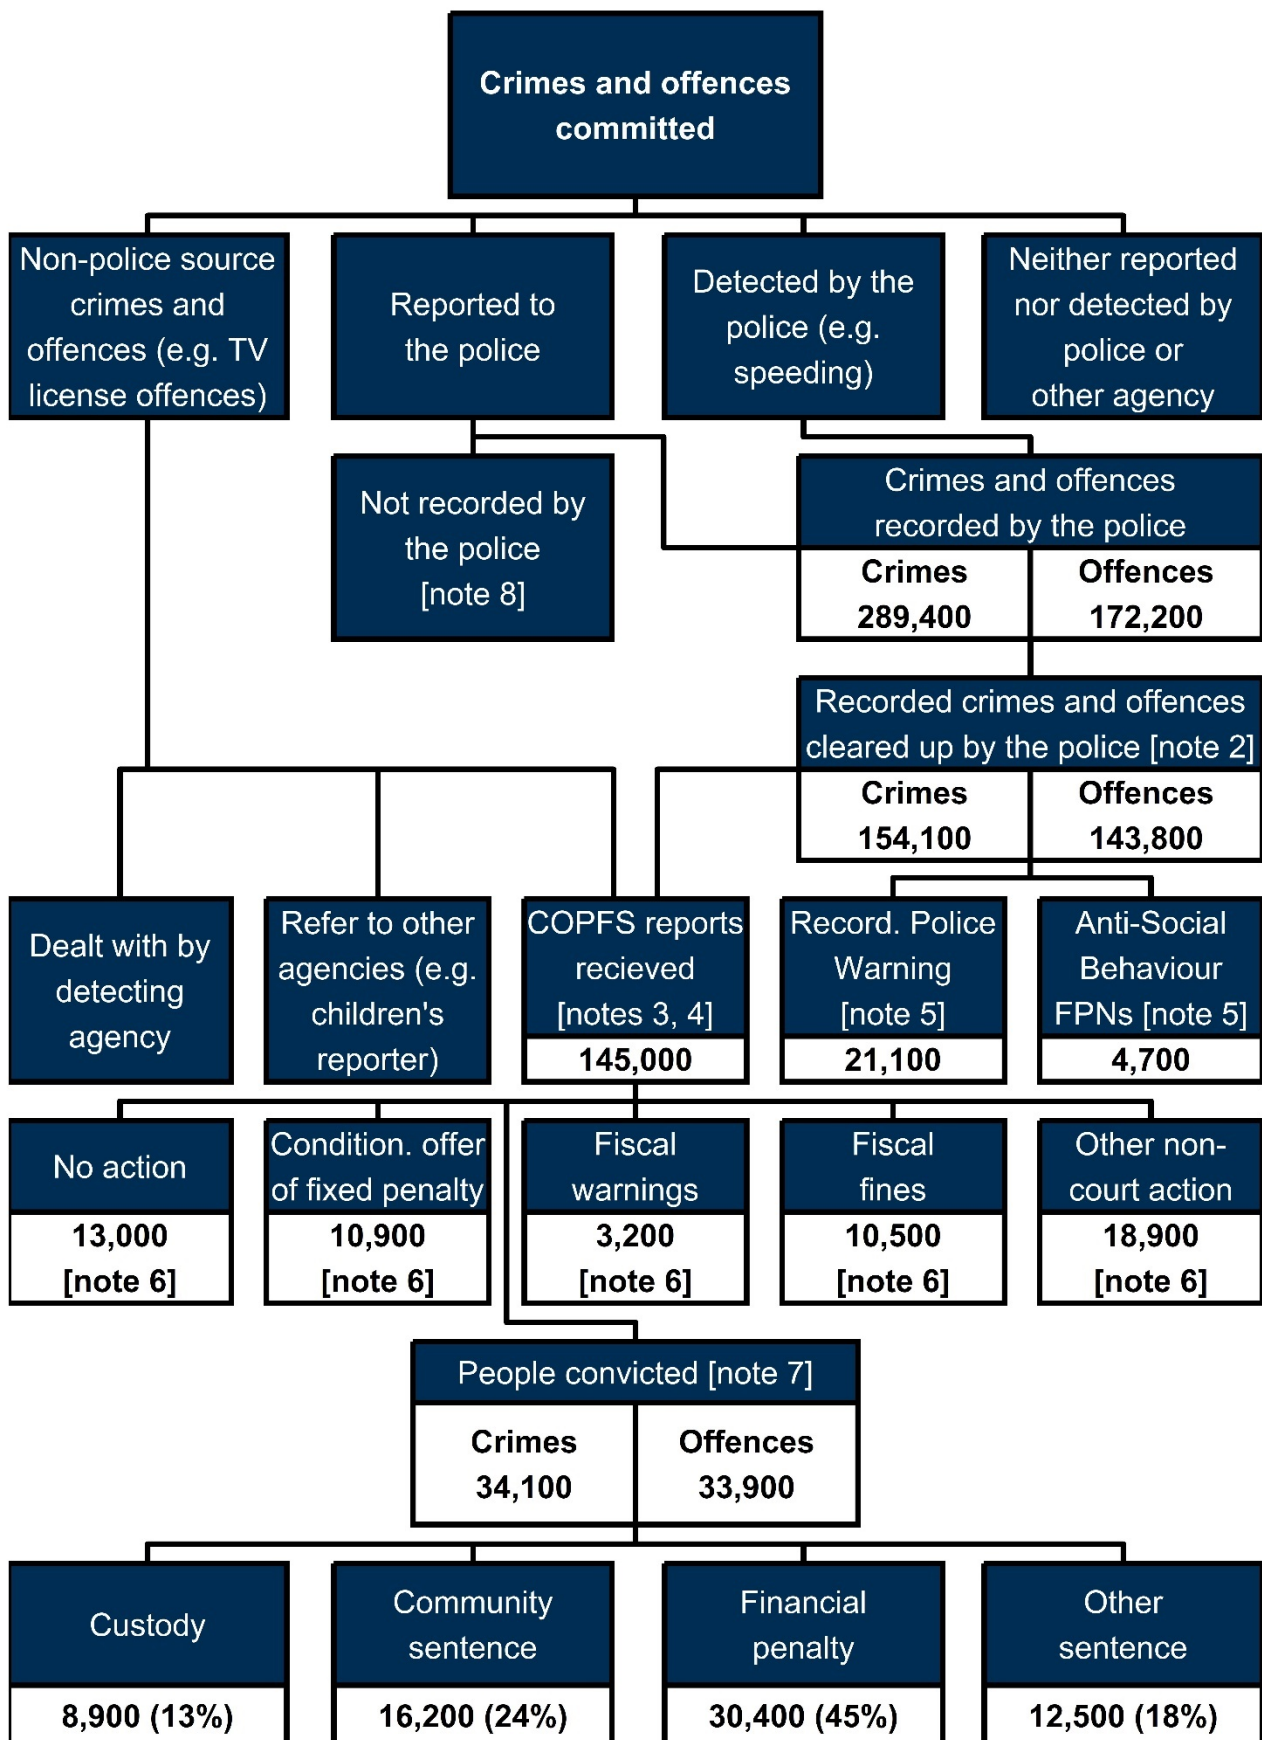 Crimes and offences
committed
Non-police source
crimes and
offences (e.g. TV
license offences)
Reported to
the police
Detected by the
police (e.g.
speeding)
Neither reported
nor detected by
police or
other agency
Not recorded by
the police
[note 8]
Crimes and offences
recorded by the police
Crimes
289,400
Offences
172,200
Recorded crimes and offences
cleared up by the police [note 2]
Crimes
154,100
Offences
143,800
Dealt with by
detecting
agency
Refer to other
agencies (e.g.
children's
reporter)
COPFS reports
recieved
[notes 3, 4]
145,000
Record. Police
Warning
[note 5]
21,100
Anti-Social
Behaviour
FPNs [note 5]
4,700
No action
13,000
[note 6]
Condition. offer
of fixed penalty
10,900
[note 6]
Fiscal
warnings
3,200
[note 6]
Fiscal
fines
10,500
[note 6]
Other non-
court action
18,900
[note 6]
People convicted [note 7]
Crimes
34,100
Offences
33,900
Custody
8,900 (13%)
Community
sentence
16,200 (24%)
Financial
penalty
30,400 (45%)
Other
sentence
12,500 (18%)